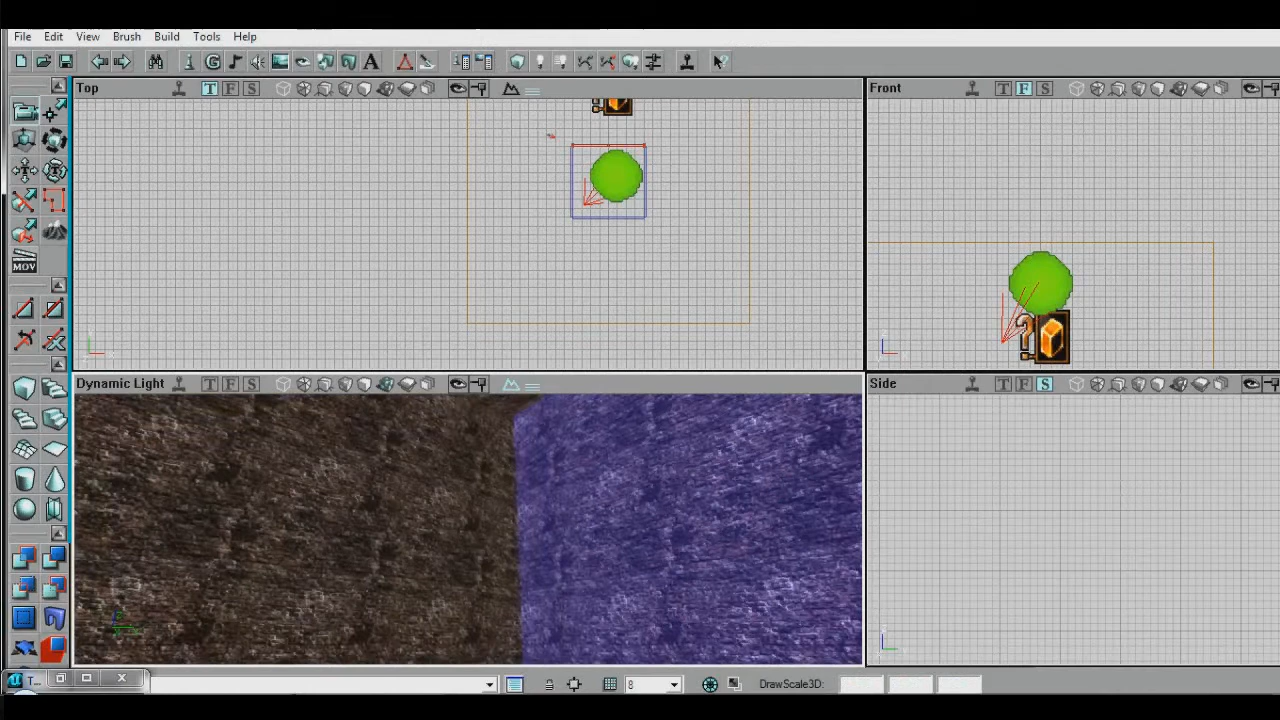 File Edit View Brush Build Tools Help
Top T F S
Front T F S
MOV
Dynamic Light T F S
Side T F S
T...
8 DrawScale3D: